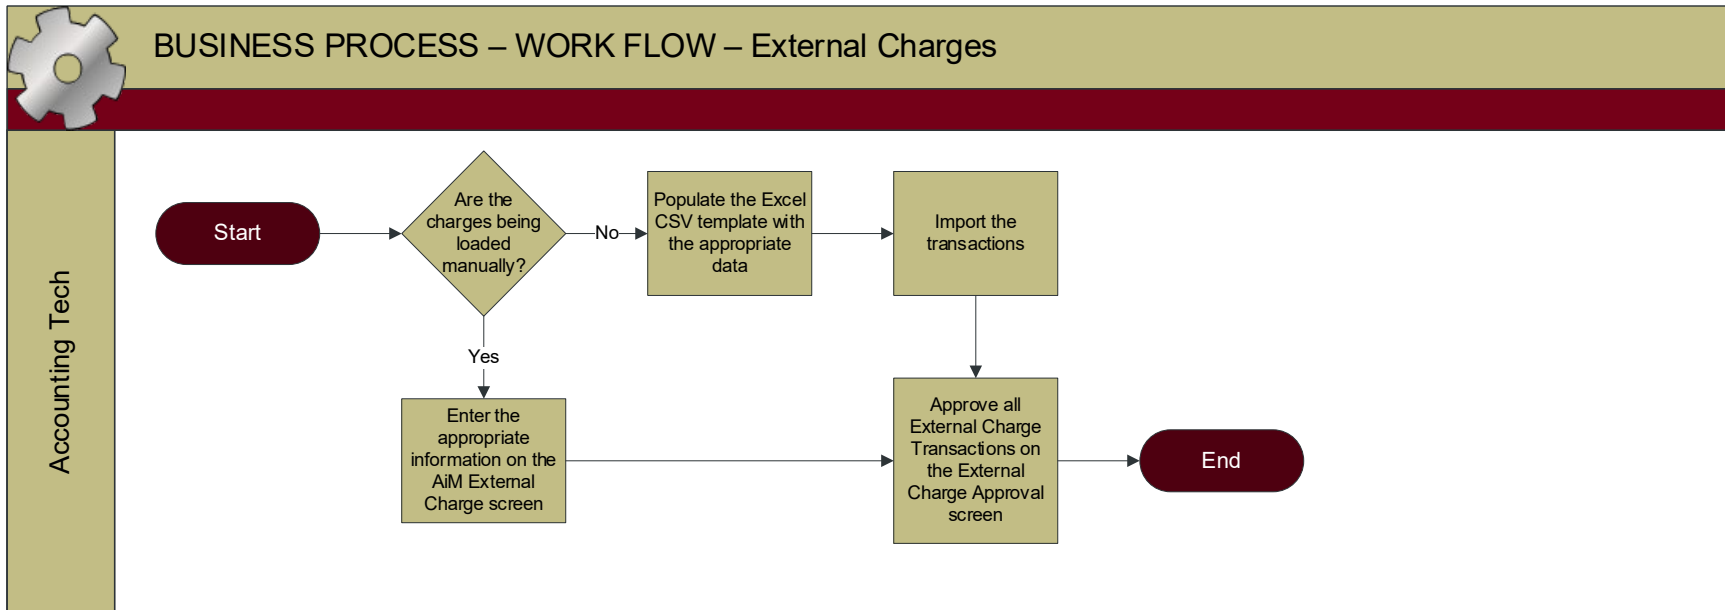 BUSINESS PROCESS – WORK FLOW – External Charges
Accounting Tech
Start
Are the
charges being
loaded
manually?
No
Populate the Excel
CSV template with
the appropriate
data
Import the
transactions
Yes
Enter the
appropriate
information on the
AiM External
Charge screen
Approve all
External Charge
Transactions on
the External
Charge Approval
screen
End